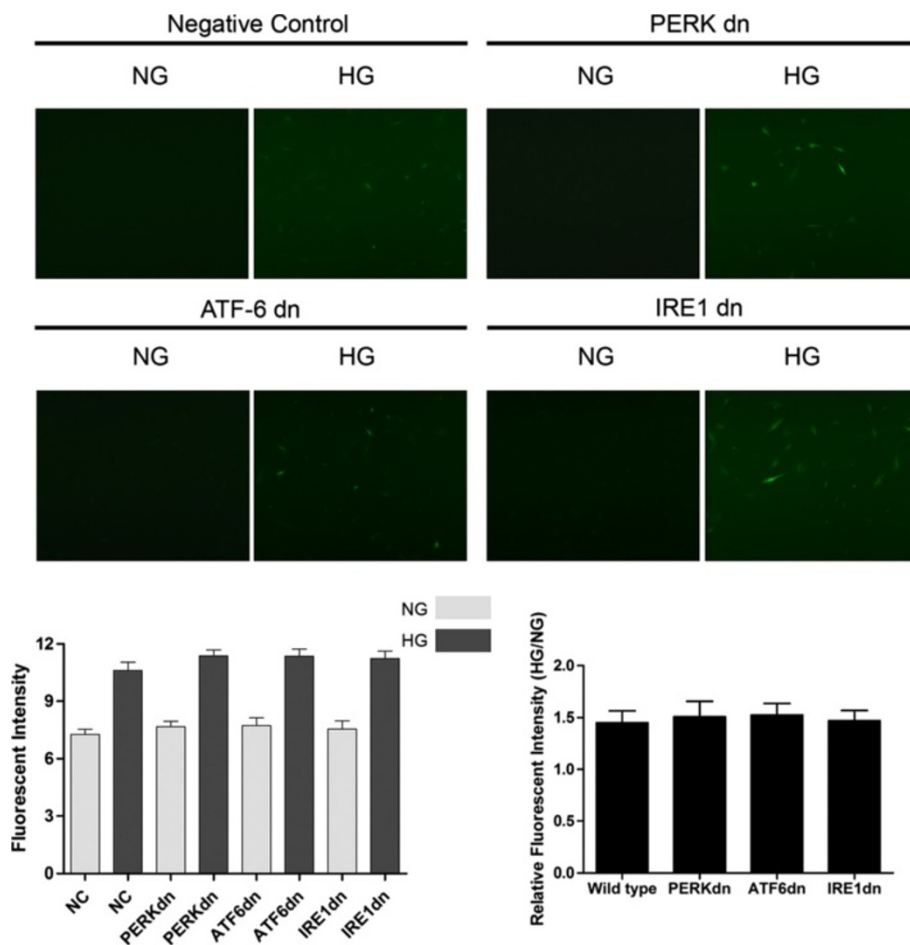 Negative Control
PERK dn
NG
HG
NG
HG
ATF-6 dn
IRE1 dn
NG
HG
NG
HG
NG
HG
Fluorescent Intensity
12
9
6
3
0
NC
NC
PERKdn
PERKdn
ATF6dn
ATF6dn
IRE1dn
IRE1dn
Relative Fluorescent Intensity (HG/NG)
2.0
1.5
1.0
0.5
0.0
Wild type
PERKdn
ATF6dn
IRE1dn